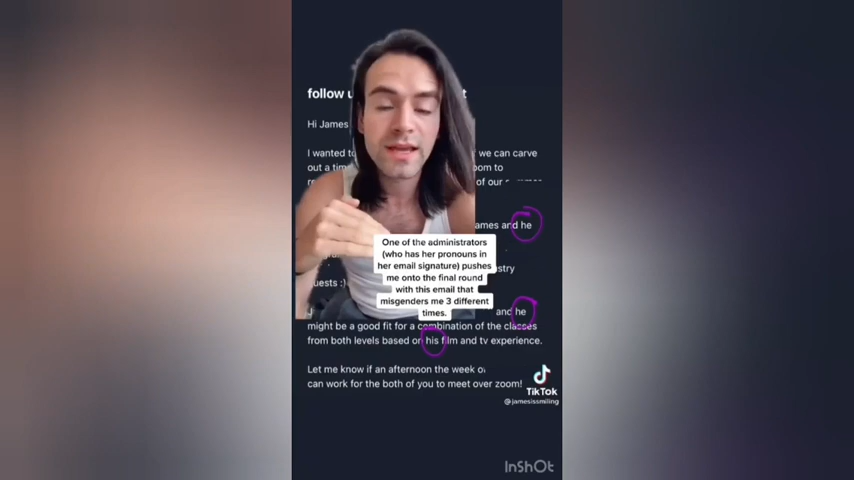 follow u t
Hi James
I wanted to if we can carve
out a tim oom to
of our
ames and he
One of the administrators
(who has her pronouns in
her email signature) pushes
me onto the final round
with this email that
misgenders me 3 different
times.
stry
uests :)
and he
might be a good fit for a combination of the classes
from both levels based on his film and tv experience.
Let me know if an afternoon the week of
can work for the both of you to meet over zoom!
TikTok
@jamesissmiling
InShOt